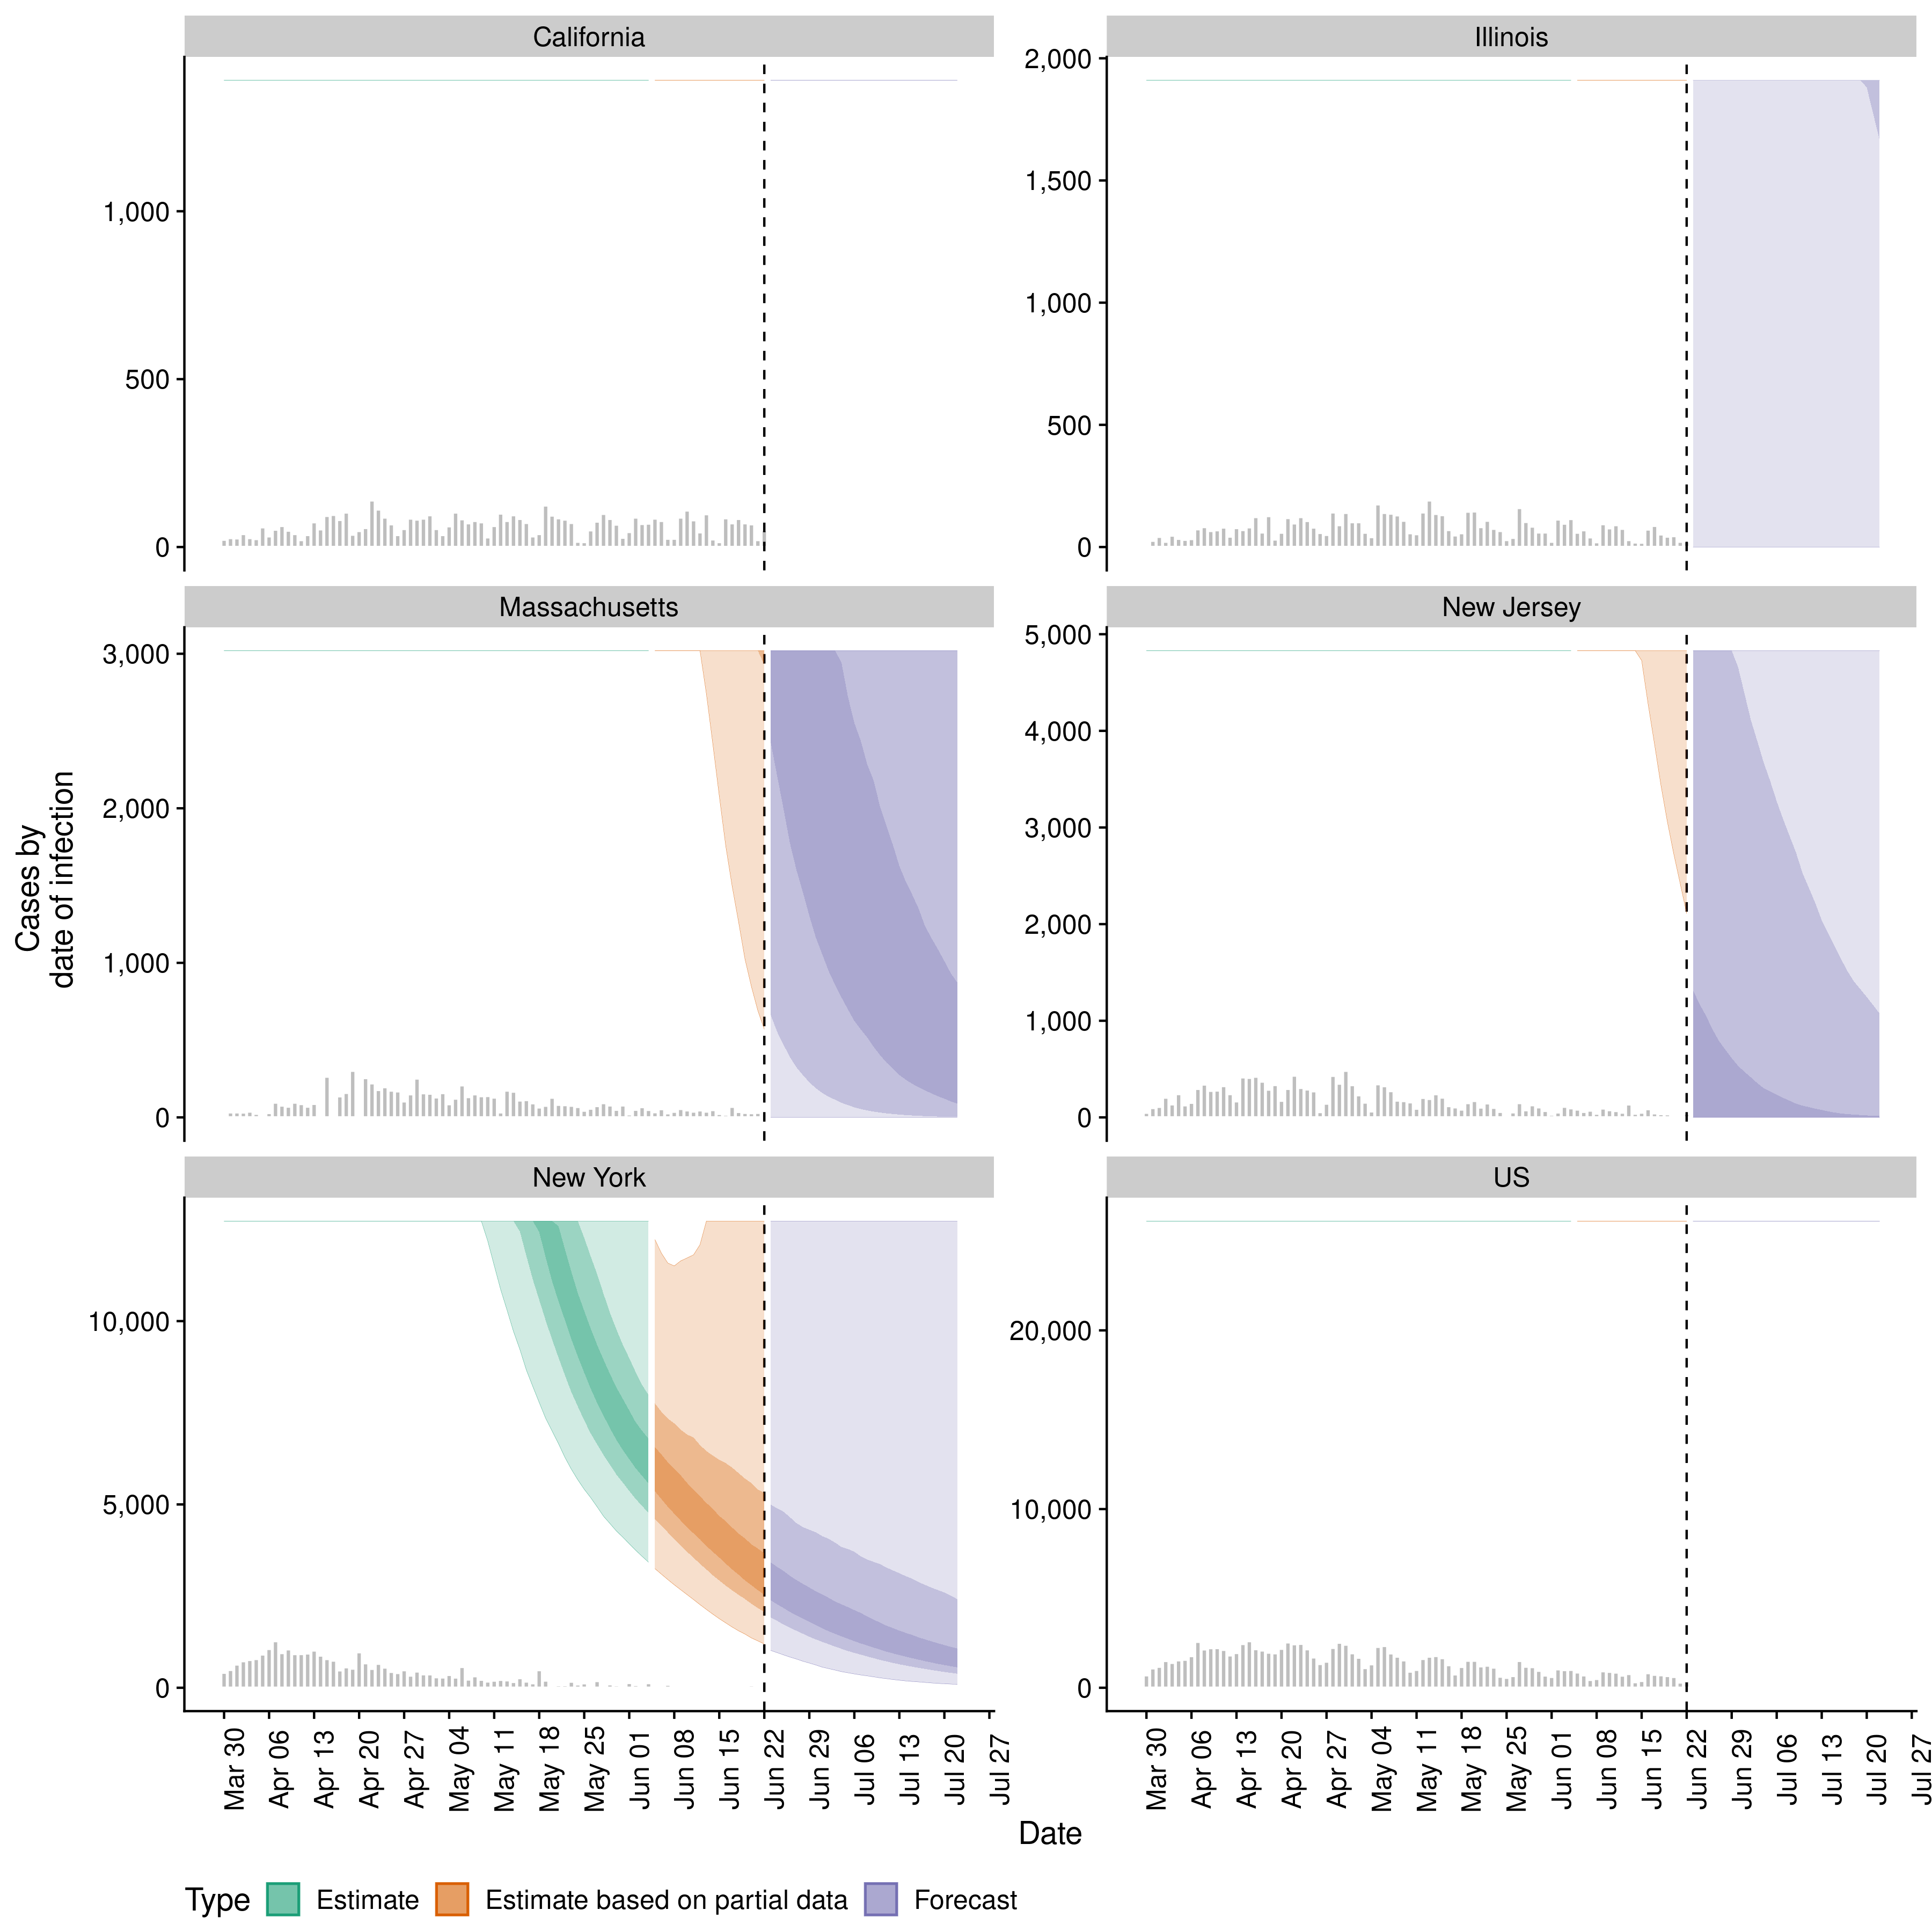 California
Illinois
1,000
500
0
2,000
1,500
1,000
500
0
Massachusetts
New Jersey
3,000
2,000
1,000
0
5,000
4,000
3,000
2,000
1,000
0
Cases by
date of infection
New York
US
10,000
5,000
0
20,000
10,000
0
Mar 30
Apr 06
Apr 13
Apr 20
Apr 27
May 04
May 11
May 18
May 25
Jun 01
Jun 08
Jun 15
Jun 22
Jun 29
Jul 06
Jul 13
Jul 20
Jul 27
Mar 30
Apr 06
Apr 13
Apr 20
Apr 27
May 04
May 11
May 18
May 25
Jun 01
Jun 08
Jun 15
Jun 22
Jun 29
Jul 06
Jul 13
Jul 20
Jul 27
Date
Type Estimate Estimate based on partial data Forecast